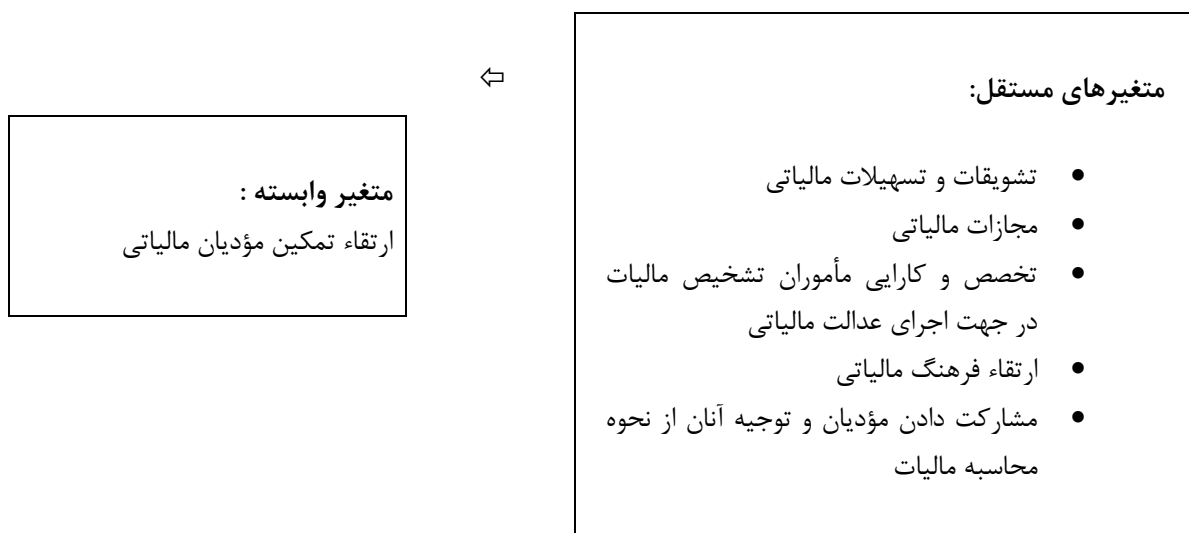 متغیرهای مستقل:
• تشویقات و تسهیلات مالیاتی
• مجازات مالیاتی
• تخصص و کارایی مأموران تشخیص مالیات
در جهت اجرای عدالت مالیاتی
• ارتقاء فرهنگ مالیاتی
• مشارکت دادن مؤدیان و توجیه آنان از نحوه
محاسبه مالیات
⇦
متغیر وابسته :
ارتقاء تمکین مؤدیان مالیاتی